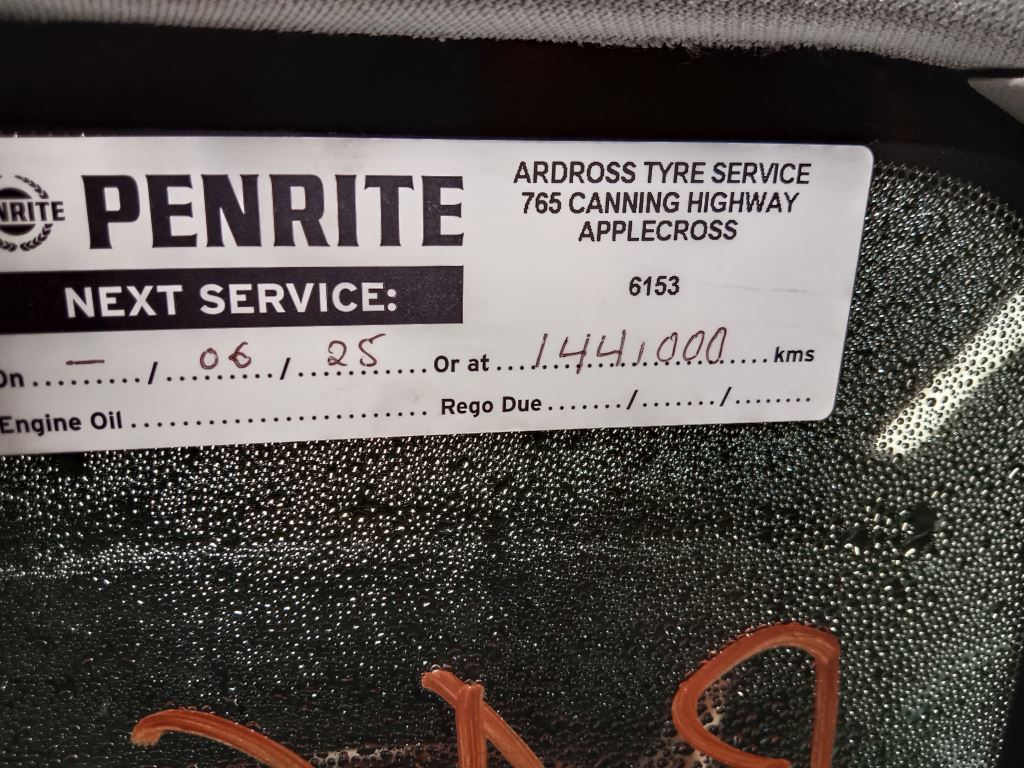 NRITE PENRITE
NEXT SERVICE:
On - / 06 / 25 Or at 144,000 kms
Engine Oil Rego Due / /
ARDROSS TYRE SERVICE
765 CANNING HIGHWAY
APPLECROSS
6153